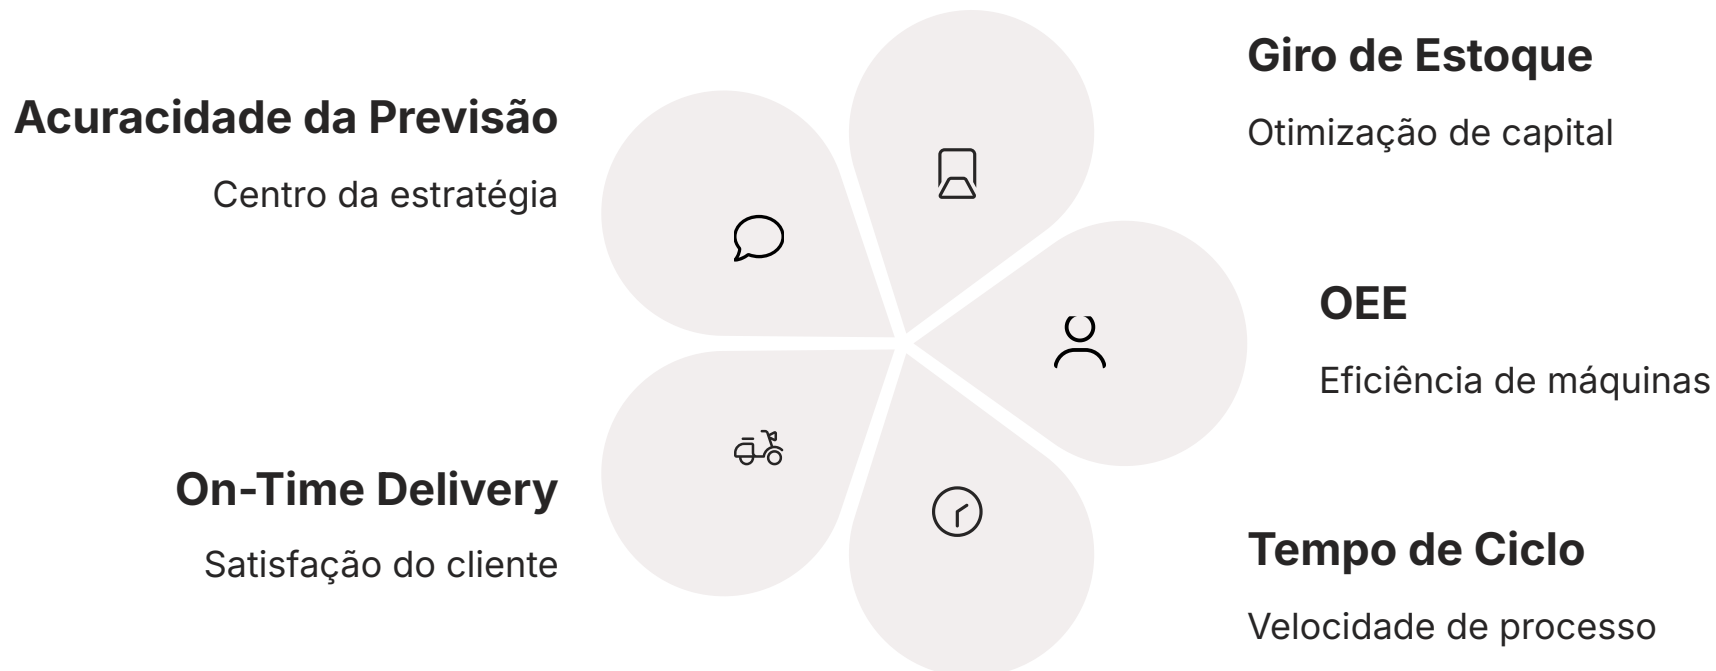 Acuracidade da Previsão
Centro da estratégia
Giro de Estoque
Otimização de capital
OEE
Eficiência de máquinas
On-Time Delivery
Satisfação do cliente
Tempo de Ciclo
Velocidade de processo